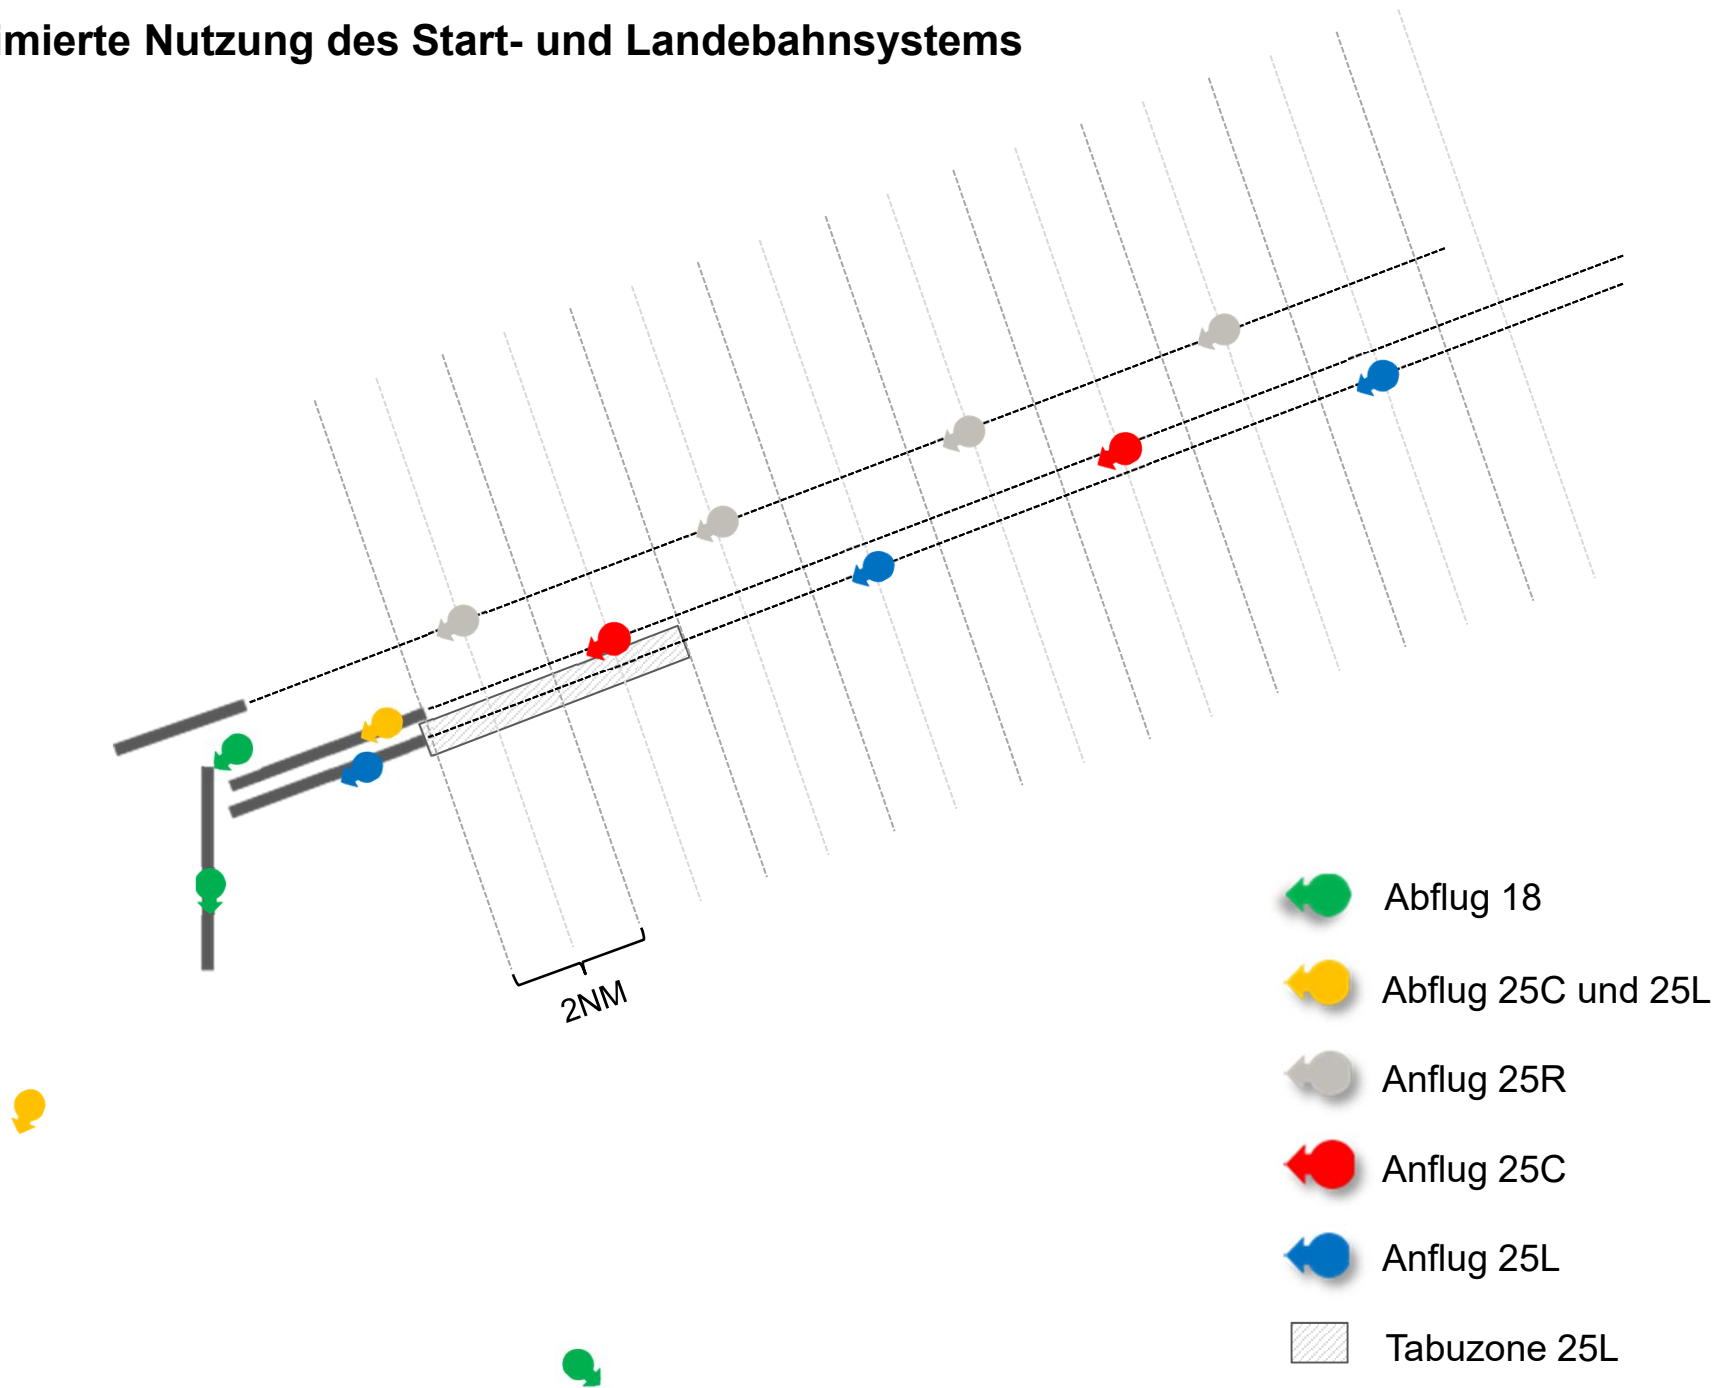 imierte Nutzung des Start- und Landebahnsystems
2NM
Abflug 18
Abflug 25C und 25L
Anflug 25R
Anflug 25C
Anflug 25L
Tabuzone 25L